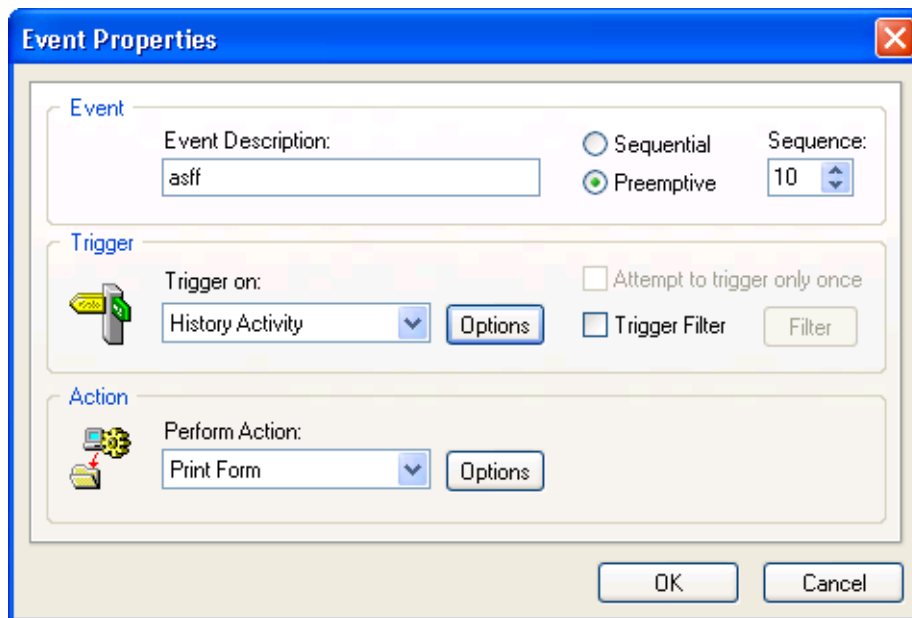 Event Properties
Event
Event Description:
asff
Sequential
Preemptive
Sequence:
10
Trigger
Trigger on:
History Activity
Options
Attempt to trigger only once
Trigger Filter
Filter
Action
Perform Action:
Print Form
Options
OK
Cancel